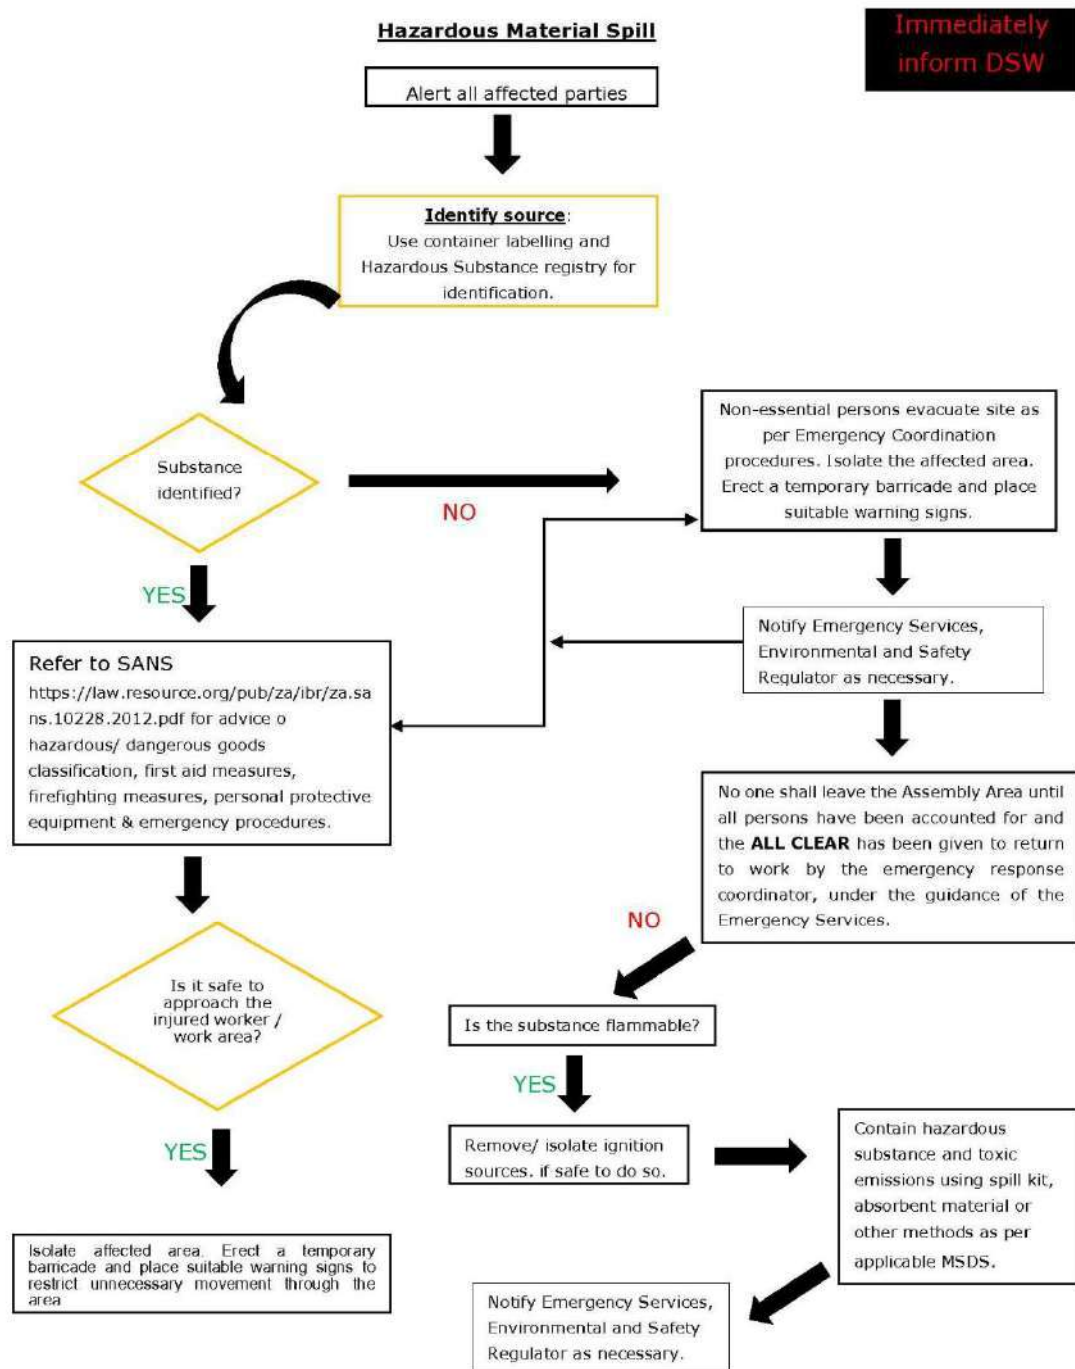 Hazardous Material Spill
Immediately
inform DSW
Alert all affected parties
Identify source:
Use container labelling and
Hazardous Substance registry for
identification.
Substance
identified?
NO
Non-essential persons evacuate site as
per Emergency Coordination
procedures. Isolate the affected area.
Erect a temporary barricade and place
suitable warning signs.
YES
Notify Emergency Services,
Environmental and Safety
Regulator as necessary.
Refer to SANS
https://law.resource.org/pub/za/ibr/za.sa
ns.10228.2012.pdf for advice o
hazardous/ dangerous goods
classification, first aid measures,
firefighting measures, personal protective
equipment & emergency procedures.
No one shall leave the Assembly Area until
all persons have been accounted for and
the ALL CLEAR has been given to return
to work by the emergency response
coordinator, under the guidance of the
Emergency Services.
NO
Is it safe to
approach the
injured worker /
work area?
Is the substance flammable?
YES
Remove/ isolate ignition
sources. if safe to do so.
Contain hazardous
substance and toxic
emissions using spill kit,
absorbent material or
other methods as per
applicable MSDS.
YES
Isolate affected area. Erect a temporary
barricade and place suitable warning signs to
restrict unnecessary movement through the
area
Notify Emergency Services,
Environmental and Safety
Regulator as necessary.